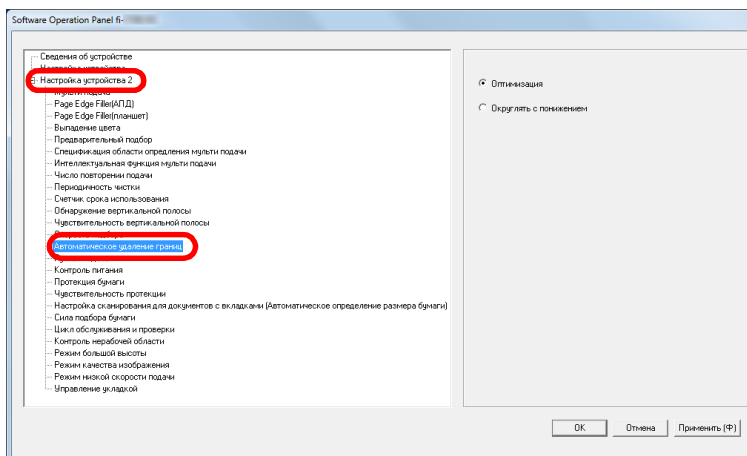 Software Operation Panel fi-
Сведения об устройстве
Настройка устройства 2
Page Edge Filler(АПД)
Page Edge Filler(планшет)
Выпадение цвета
Предварительный подбор
Спецификация области опредления мульти подачи
Интеллектуальная функция мульти подачи
Число повторении подачи
Периодичность чистки
Счетчик срока использования
Обнаружение вертикальной полосы
Чувствительность вертикальной полосы
Автоматическое удаление границ
Контроль питания
Протекция бумаги
Чувствительность протекции
Настройка сканирования для документов с вкладками (Автоматическое определение размера бумаги)
Сила подбора бумаги
Цикл обслуживания и проверки
Контроль нерабочей области
Режим большой высоты
Режим качества изображения
Режим низкой скорости подачи
Управление укладкой
Оптимизация
Округлять с понижением
OK Отмена Применить (Ф)